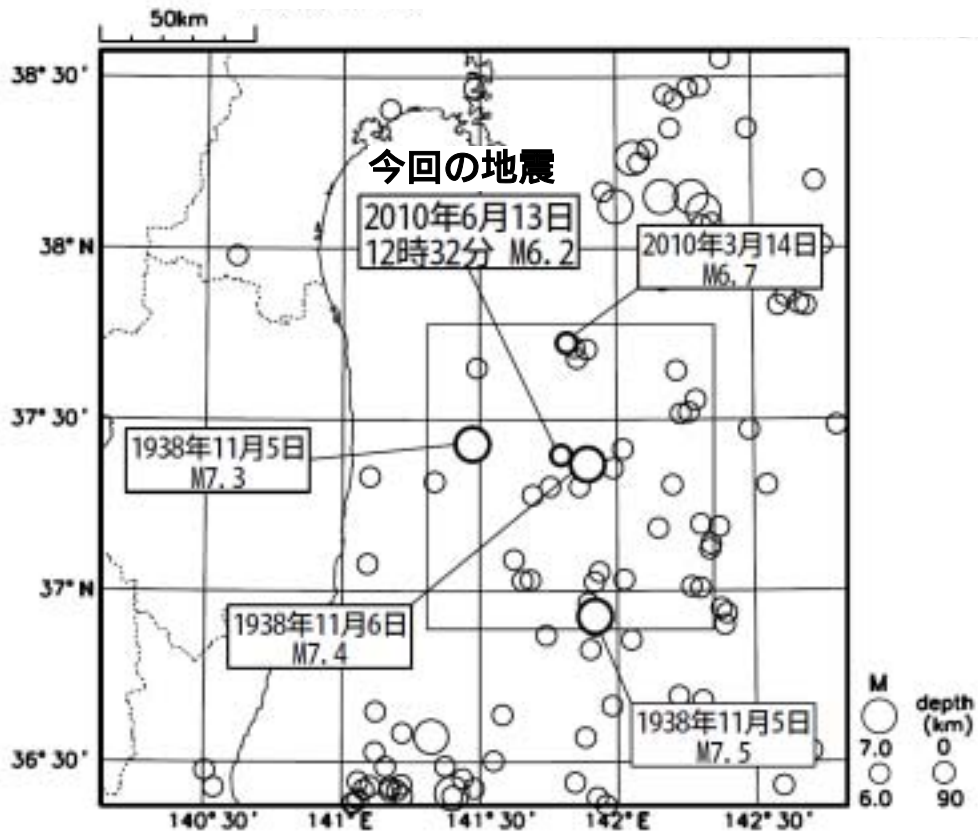 50km
38° 30'
今回の地震
2010年6月13日
12時32分 M6.2
2010年3月14日
M6.7
38° N
37° 30'
1938年11月5日
M7.3
37° N
1938年11月6日
M7.4
1938年11月5日
M7.5
36° 30'
140° 30'
141° E
141° 30'
142° E
142° 30'
M
7.0
6.0
depth
(km)
0
90